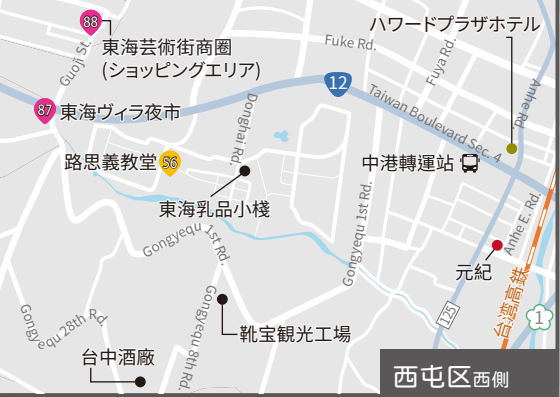 88
ハワードプラザホテル
東海芸術街商圏
(ショッピングエリア)
Guoji St.
Fuke Rd.
Fuya Rd.
12
Taiwan Boulevard Sec. 4
Anhe Rd.
87
東海ヴィラ夜市
Donghai Rd.
路思義教堂
56
中港轉運站
東海乳品小棧
Gongyequ 1st Rd.
Gongyequ 1st Rd.
Anhe E. Rd.
元紀
台湾高鉄
Gongyequ 28th Rd.
Gongyequ 8th Rd.
125
1
靴宝観光工場
台中酒廠
西屯区西側